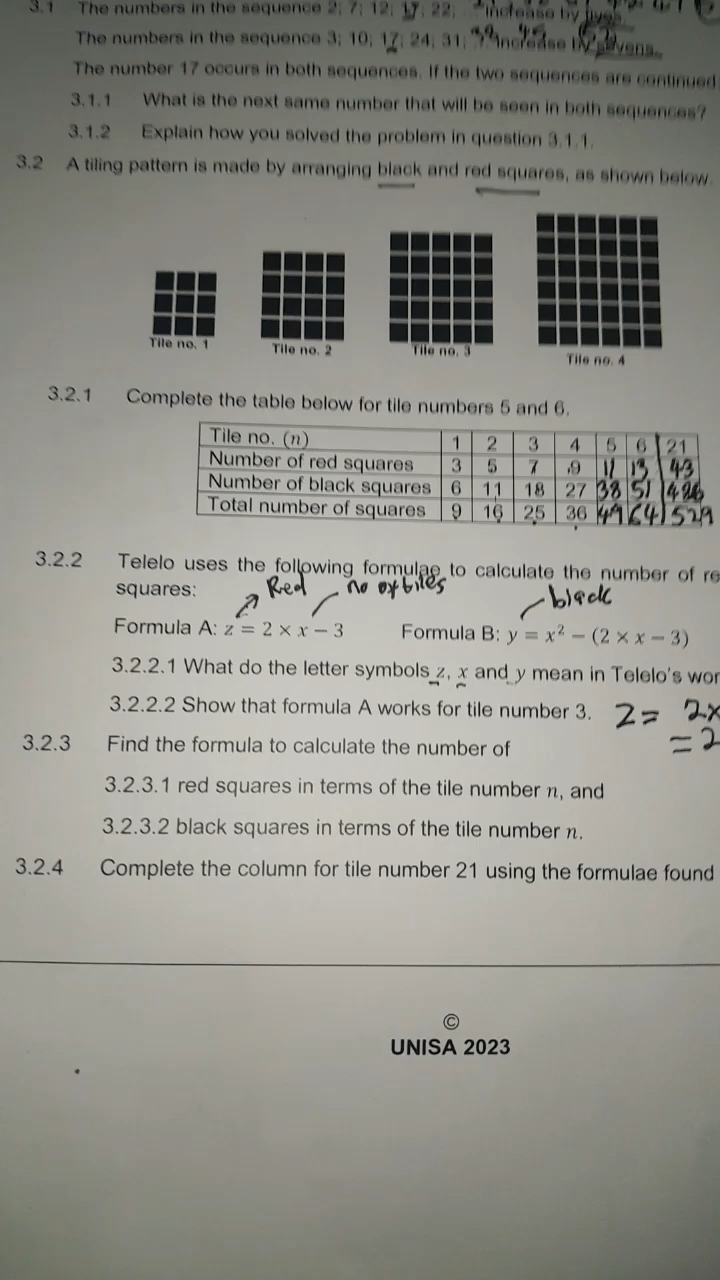 3.1 The numbers in the sequence 2; 7; 12; 17; 22; increase by fives.
The numbers in the sequence 3; 10; 17; 24; 31; increase by sevens.
The number 17 occurs in both sequences. If the two sequences are continued
3.1.1 What is the next same number that will be seen in both sequences?
3.1.2 Explain how you solved the problem in question 3.1.1.
3.2 A tiling pattern is made by arranging black and red squares, as shown below.
Tile no. 1 Tile no. 2 Tile no. 3 Tile no. 4
3.2.1 Complete the table below for tile numbers 5 and 6.
Tile no. (n) 1 2 3 4 5 6 21
Number of red squares 3 5 7 9 11 13 43
Number of black squares 6 11 18 27 38 51 486
Total number of squares 9 16 25 36 49 64 529
3.2.2 Telelo uses the following formulae to calculate the number of re
squares: Red no of tiles black
Formula A: z = 2 × x − 3 Formula B: y = x² − (2 × x − 3)
3.2.2.1 What do the letter symbols z, x and y mean in Telelo's wor
3.2.2.2 Show that formula A works for tile number 3. z = 2x
= 2
3.2.3 Find the formula to calculate the number of
3.2.3.1 red squares in terms of the tile number n, and
3.2.3.2 black squares in terms of the tile number n.
3.2.4 Complete the column for tile number 21 using the formulae found
©
UNISA 2023